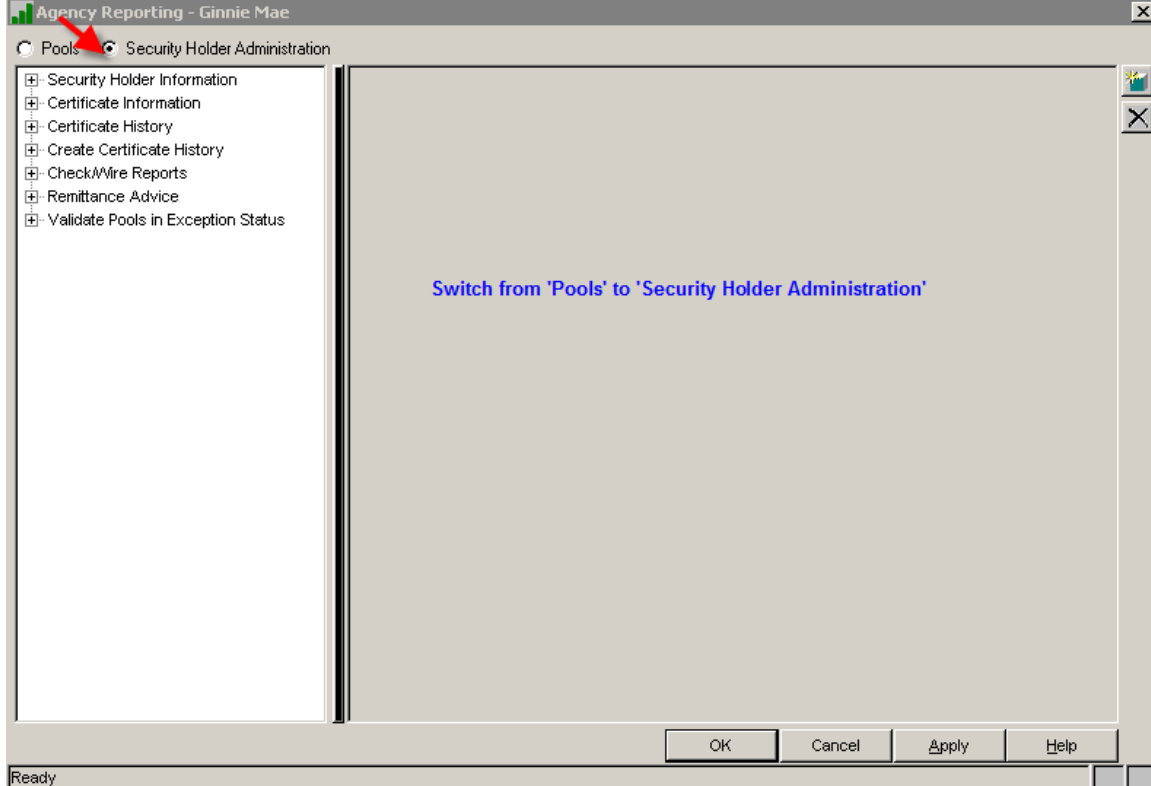 Agency Reporting - Ginnie Mae
Pools Security Holder Administration
Security Holder Information
Certificate Information
Certificate History
Create Certificate History
Check/Wire Reports
Remittance Advice
Validate Pools in Exception Status
Switch from 'Pools' to 'Security Holder Administration'
OK Cancel Apply Help
Ready